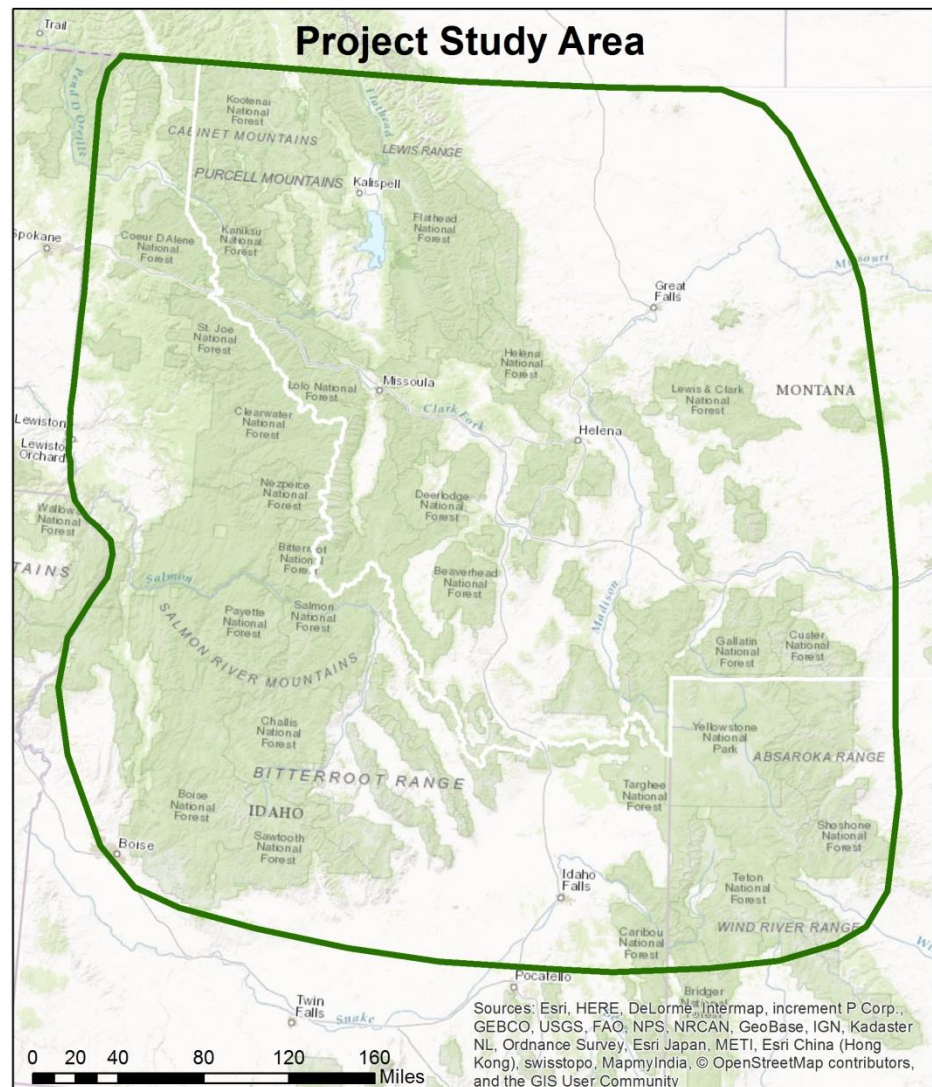 Project Study Area
Trail
Pend D Oreille
Kootenai
National
Forest
Flathead
CABINET MOUNTAINS
LEWIS RANGE
PURCELL MOUNTAINS
Kalispell
Flathead
National
Forest
Spokane
Coeur D'Alene
National
Forest
Kaniksu
National
Forest
Missouri
Great
Falls
St. Joe
National
Forest
Helena
National
Forest
Lolo National
Forest
Missoula
Lewis & Clark
National
Forest
MONTANA
Clearwater
National
Forest
Clark Fork
Lewiston
Lewisto
Orchard
Helena
Nezperce
National
Forest
Deerlodge
National
Forest
Wallow
National
Forest
Bitterroot
National
Forest
TAINS
Salmon
Beaverhead
National
Forest
Madison
Payette
National
Forest
Salmon
National
Forest
SALMON RIVER MOUNTAINS
Gallatin
National
Forest
Custer
National
Forest
Challis
National
Forest
Yellowstone
National
Park
ABSAROKA RANGE
BITTERROOT RANGE
Targhee
National
Forest
Boise
National
Forest
IDAHO
Sawtooth
National
Forest
Shoshone
National
Forest
Boise
Idaho
Falls
Teton
National
Forest
Caribou
National
Forest
WIND RIVER RANGE
Pocatello
Bridger
National
Forest
Twin
Falls
Snake
Sources: Esri, HERE, DeLorme, Intermap, increment P Corp.,
GEBCO, USGS, FAO, NPS, NRCAN, GeoBase, IGN, Kadaster
NL, Ordnance Survey, Esri Japan, METI, Esri China (Hong
Kong), swisstopo, MapmyIndia, © OpenStreetMap contributors,
and the GIS User Community
0 20 40 80 120 160
Miles